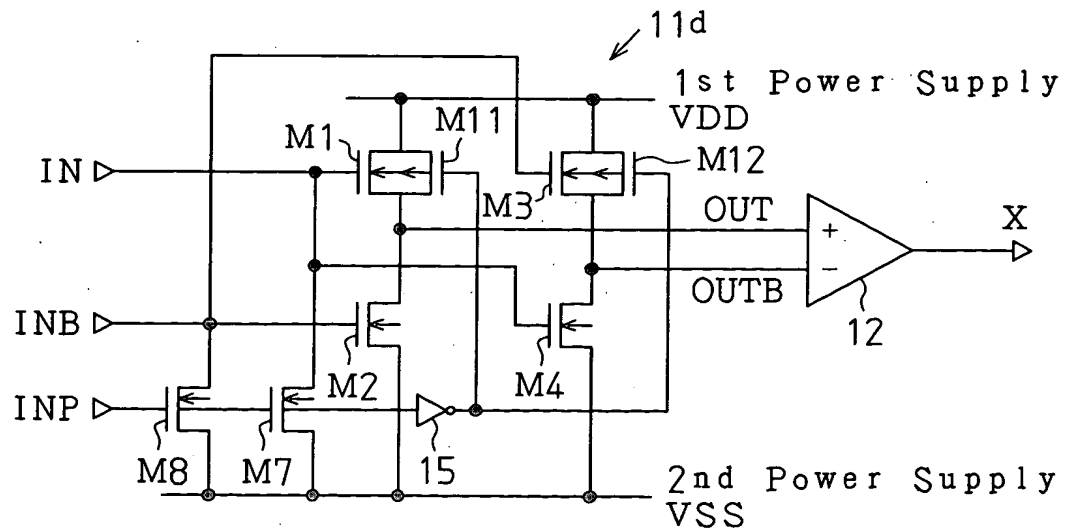 11d
1st Power Supply
VDD
M1
M11
M12
IN
M3
OUT
X
+
−
OUTB
12
INB
M2
M4
INP
M8
M7
15
2nd Power Supply
VSS